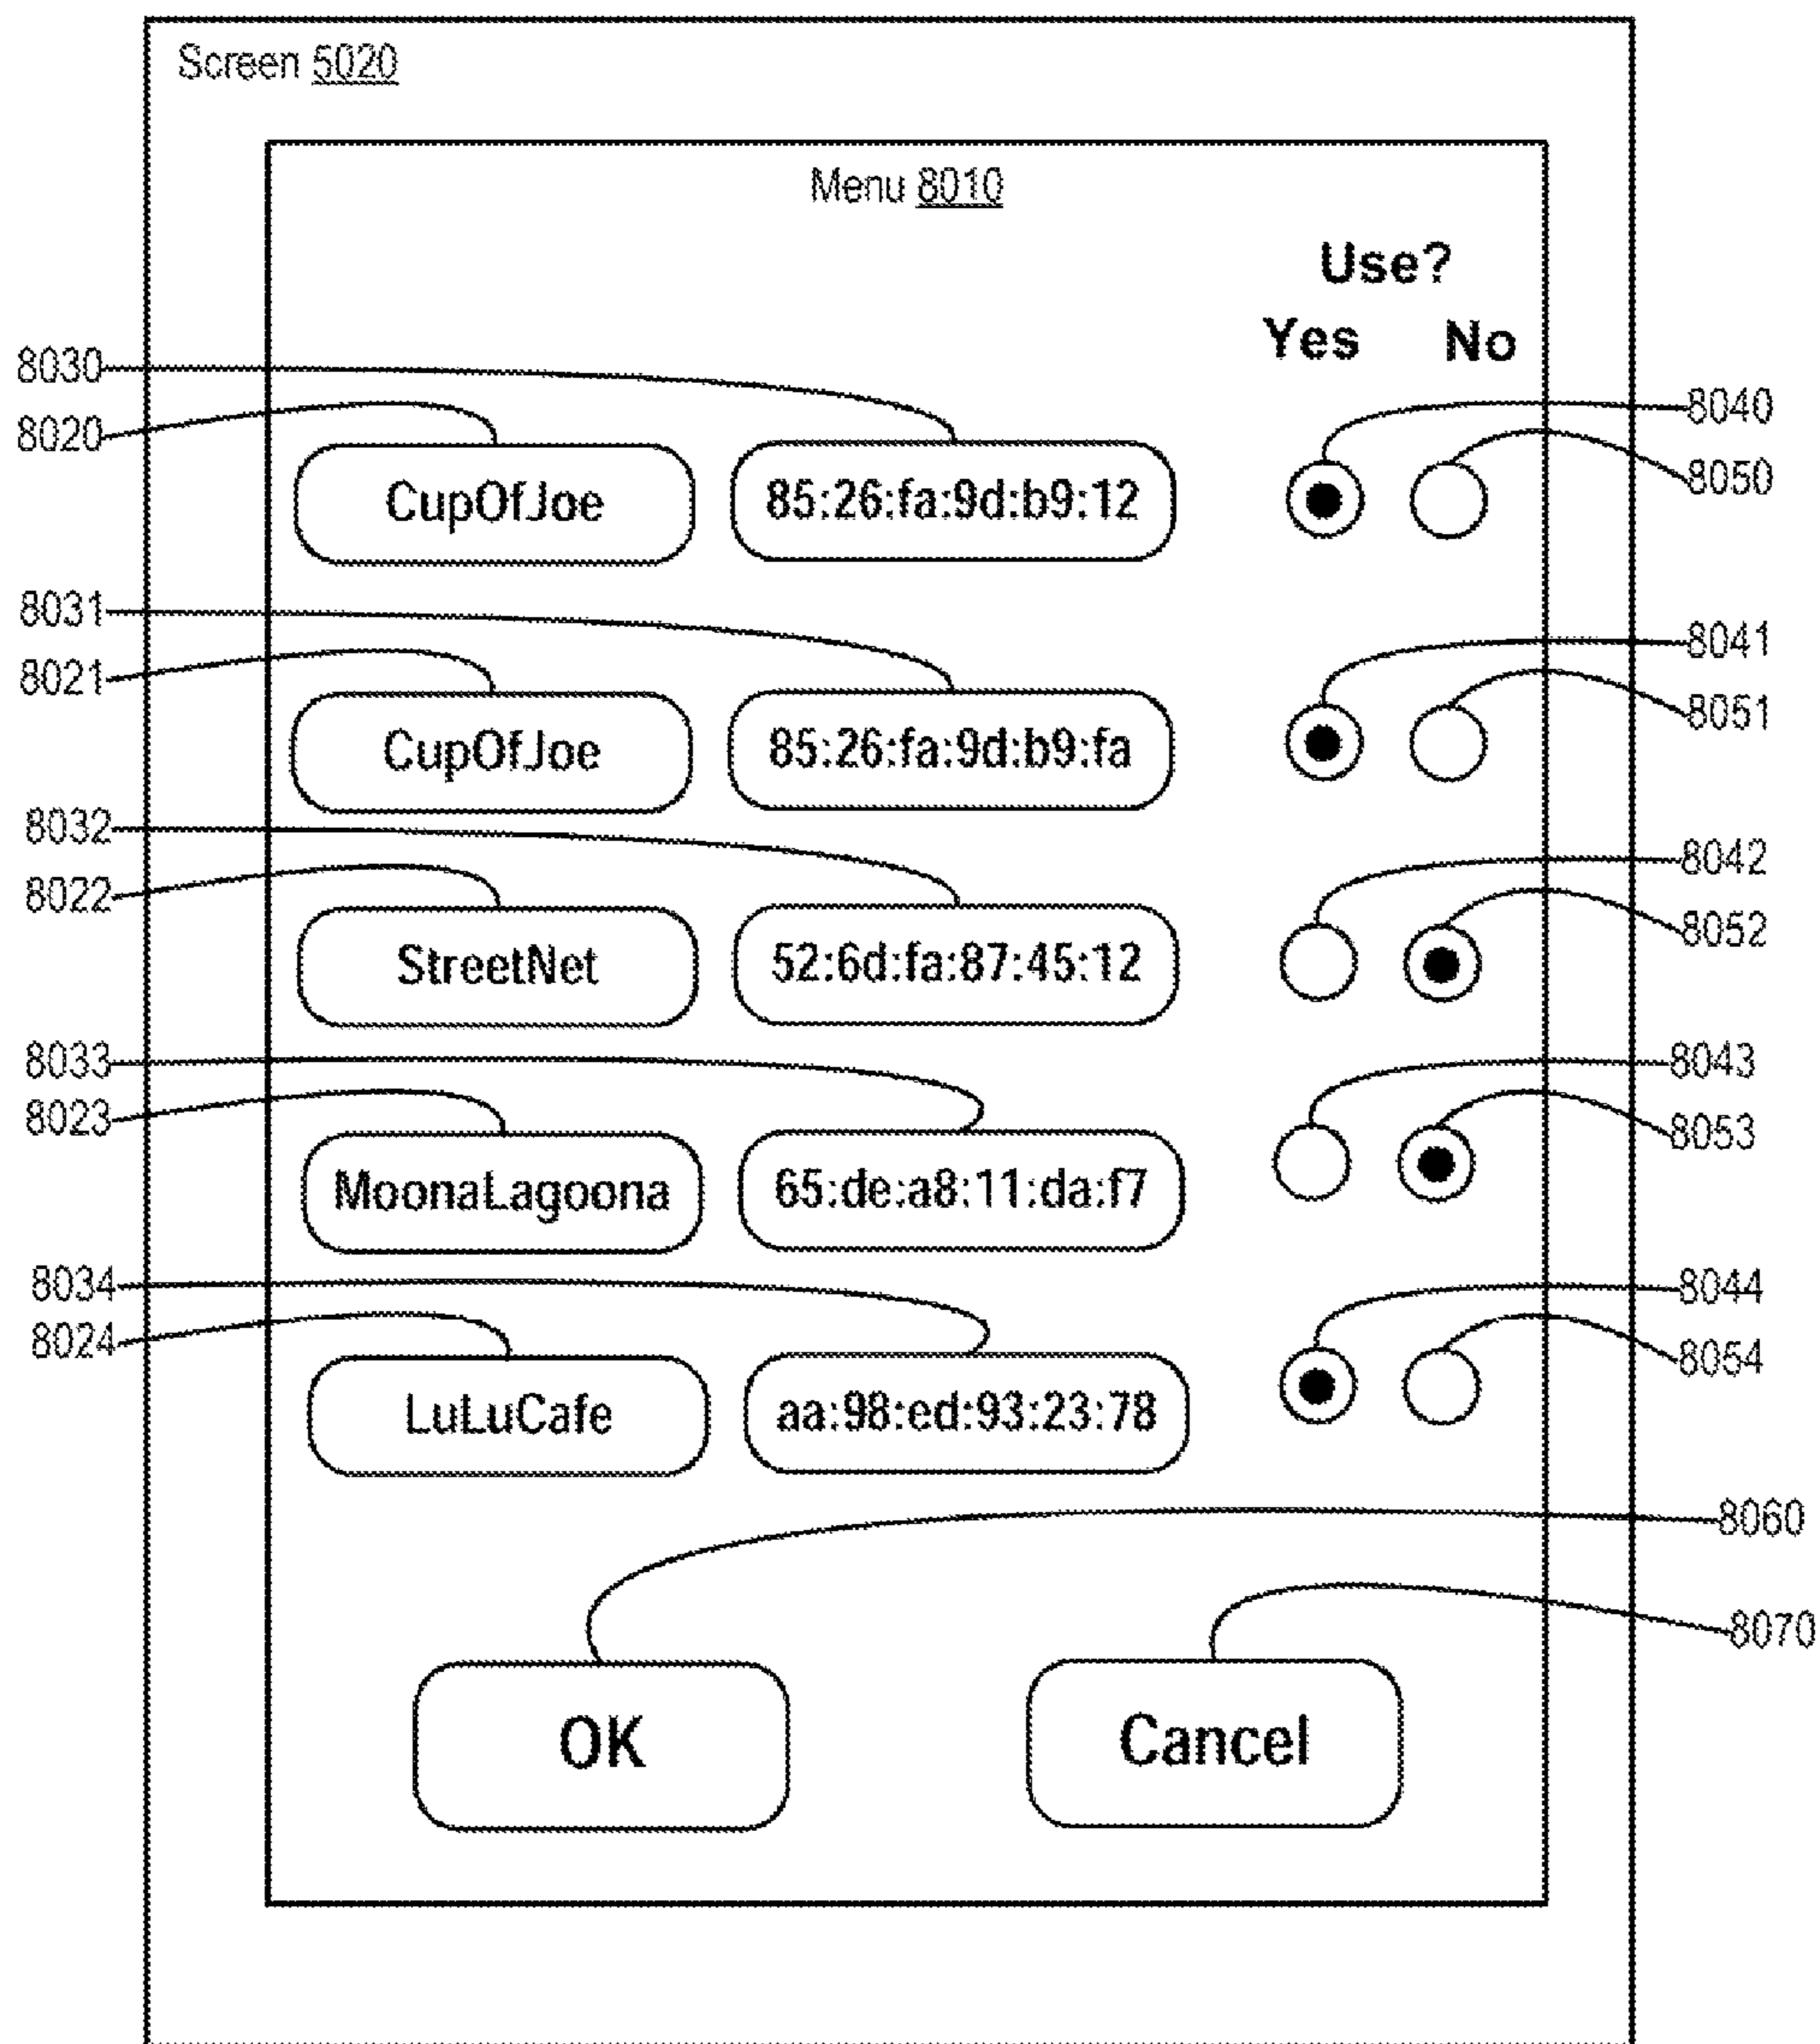 Screen 5020
Menu 8010
Use?
Yes No
8030
8040
8020
8050
CupOfJoe 85:26:fa:9d:b9:12
8031
8041
8021
8051
CupOfJoe 85:26:fa:9d:b9:fa
8032
8042
8022
8052
StreetNet 52:6d:fa:87:45:12
8033
8043
8023
8053
MoonaLagoona 65:de:a8:11:da:f7
8034
8044
8024
8054
LuLuCafe aa:98:ed:93:23:78
8060
8070
OK Cancel